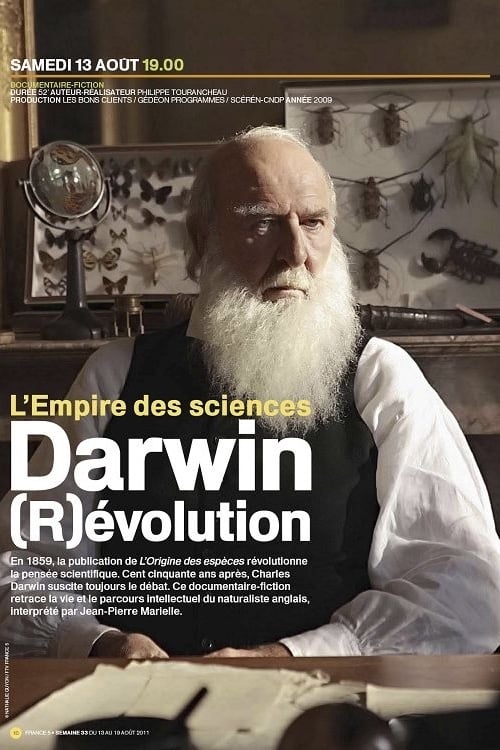 SAMEDI 13 AOÛT 19.00
DOCUMENTAIRE-FICTION
DURÉE 52' AUTEUR-RÉALISATEUR PHILIPPE TOURANCHEAU
PRODUCTION LES BONS CLIENTS / GÉDÉON PROGRAMMES / SCÉRÉN-CNDP ANNÉE 2009
L'Empire des sciences
Darwin
(R)évolution
En 1859, la publication de L'Origine des espèces révolutionne
la pensée scientifique. Cent cinquante ans après, Charles
Darwin suscite toujours le débat. Ce documentaire-fiction
retrace la vie et le parcours intellectuel du naturaliste anglais,
interprété par Jean-Pierre Marielle.
10 FRANCE 5 • SEMAINE 33 DU 13 AU 19 AOÛT 2011